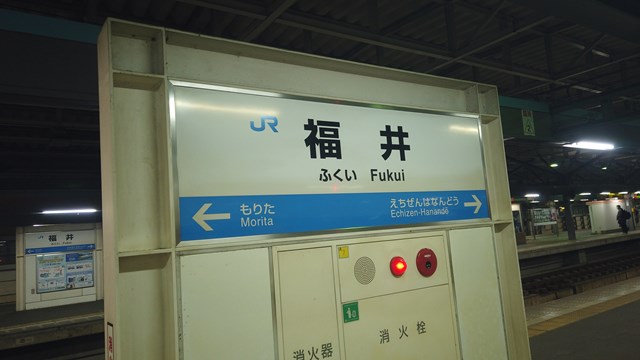 JR
福井
ふくい Fukui
もりた
Morita
えちぜんはなんどう
Echizen-Hanandō
消火器
消火栓
福井